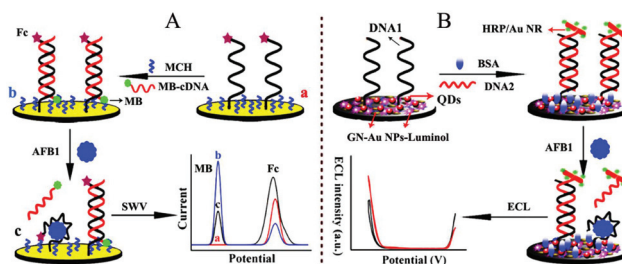 A
Fc
MCH
MB-cDNA
b
MB
a
AFB1
c
SWV
MB
b
c
a
Fc
Current
Potential
B
DNA1
HRP/Au NR
BSA
DNA2
QDs
GN-Au NPs-Luminol
AFB1
ECL
ECL intensity (a.u.)
Potential (V)